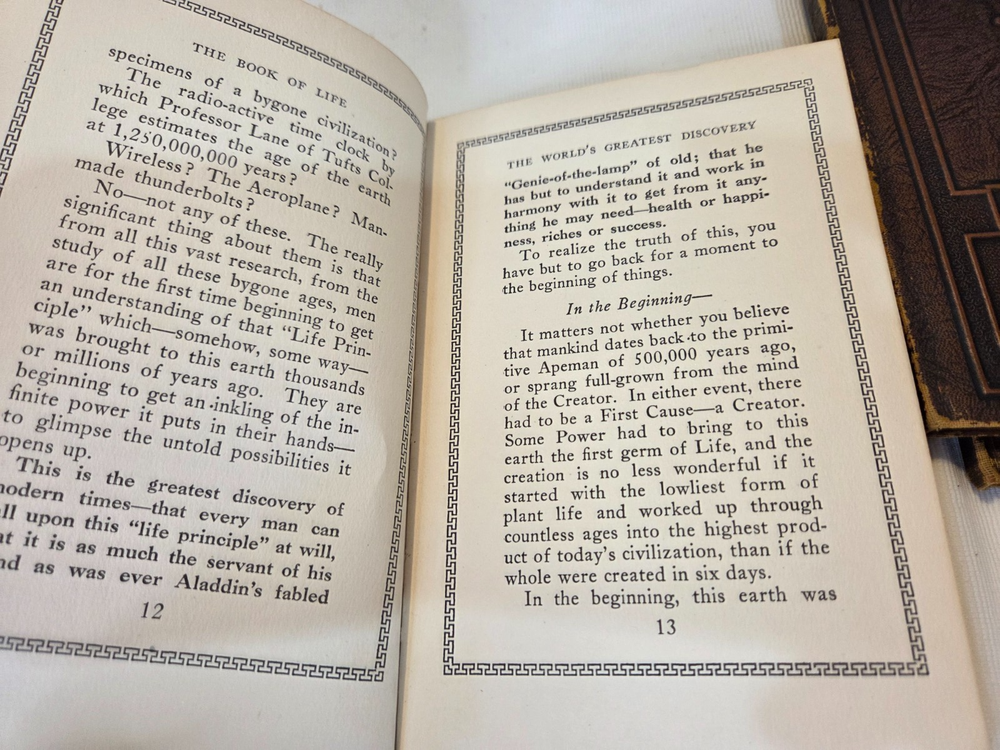 THE BOOK OF LIFE
specimens of a bygone civilization?
The radio-active time clock by
which Professor Lane of Tufts Col-
lege estimates the age of the earth
at 1,250,000,000 years?
Wireless? The Aeroplane? Man-
made thunderbolts?
No—not any of these. The really
significant thing about them is that
from all this vast research, from the
study of all these bygone ages, men
are for the first time beginning to get
an understanding of that “Life Prin-
ciple” which—somehow, some way—
was brought to this earth thousands
or millions of years ago. They are
beginning to get an inkling of the in-
finite power it puts in their hands—
to glimpse the untold possibilities it
opens up.
This is the greatest discovery of
modern times—that every man can
all upon this “life principle” at will,
at it is as much the servant of his
nd as was ever Aladdin’s fabled
12
THE WORLD’S GREATEST DISCOVERY
“Genie-of-the-lamp” of old; that he
has but to understand it and work in
harmony with it to get from it any-
thing he may need—health or happi-
ness, riches or success.
To realize the truth of this, you
have but to go back for a moment to
the beginning of things.
In the Beginning—
It matters not whether you believe
that mankind dates back to the primi-
tive Apeman of 500,000 years ago,
or sprang full-grown from the mind
of the Creator. In either event, there
had to be a First Cause—a Creator.
Some Power had to bring to this
earth the first germ of Life, and the
creation is no less wonderful if it
started with the lowliest form of
plant life and worked up through
countless ages into the highest prod-
uct of today’s civilization, than if the
whole were created in six days.
In the beginning, this earth was
13